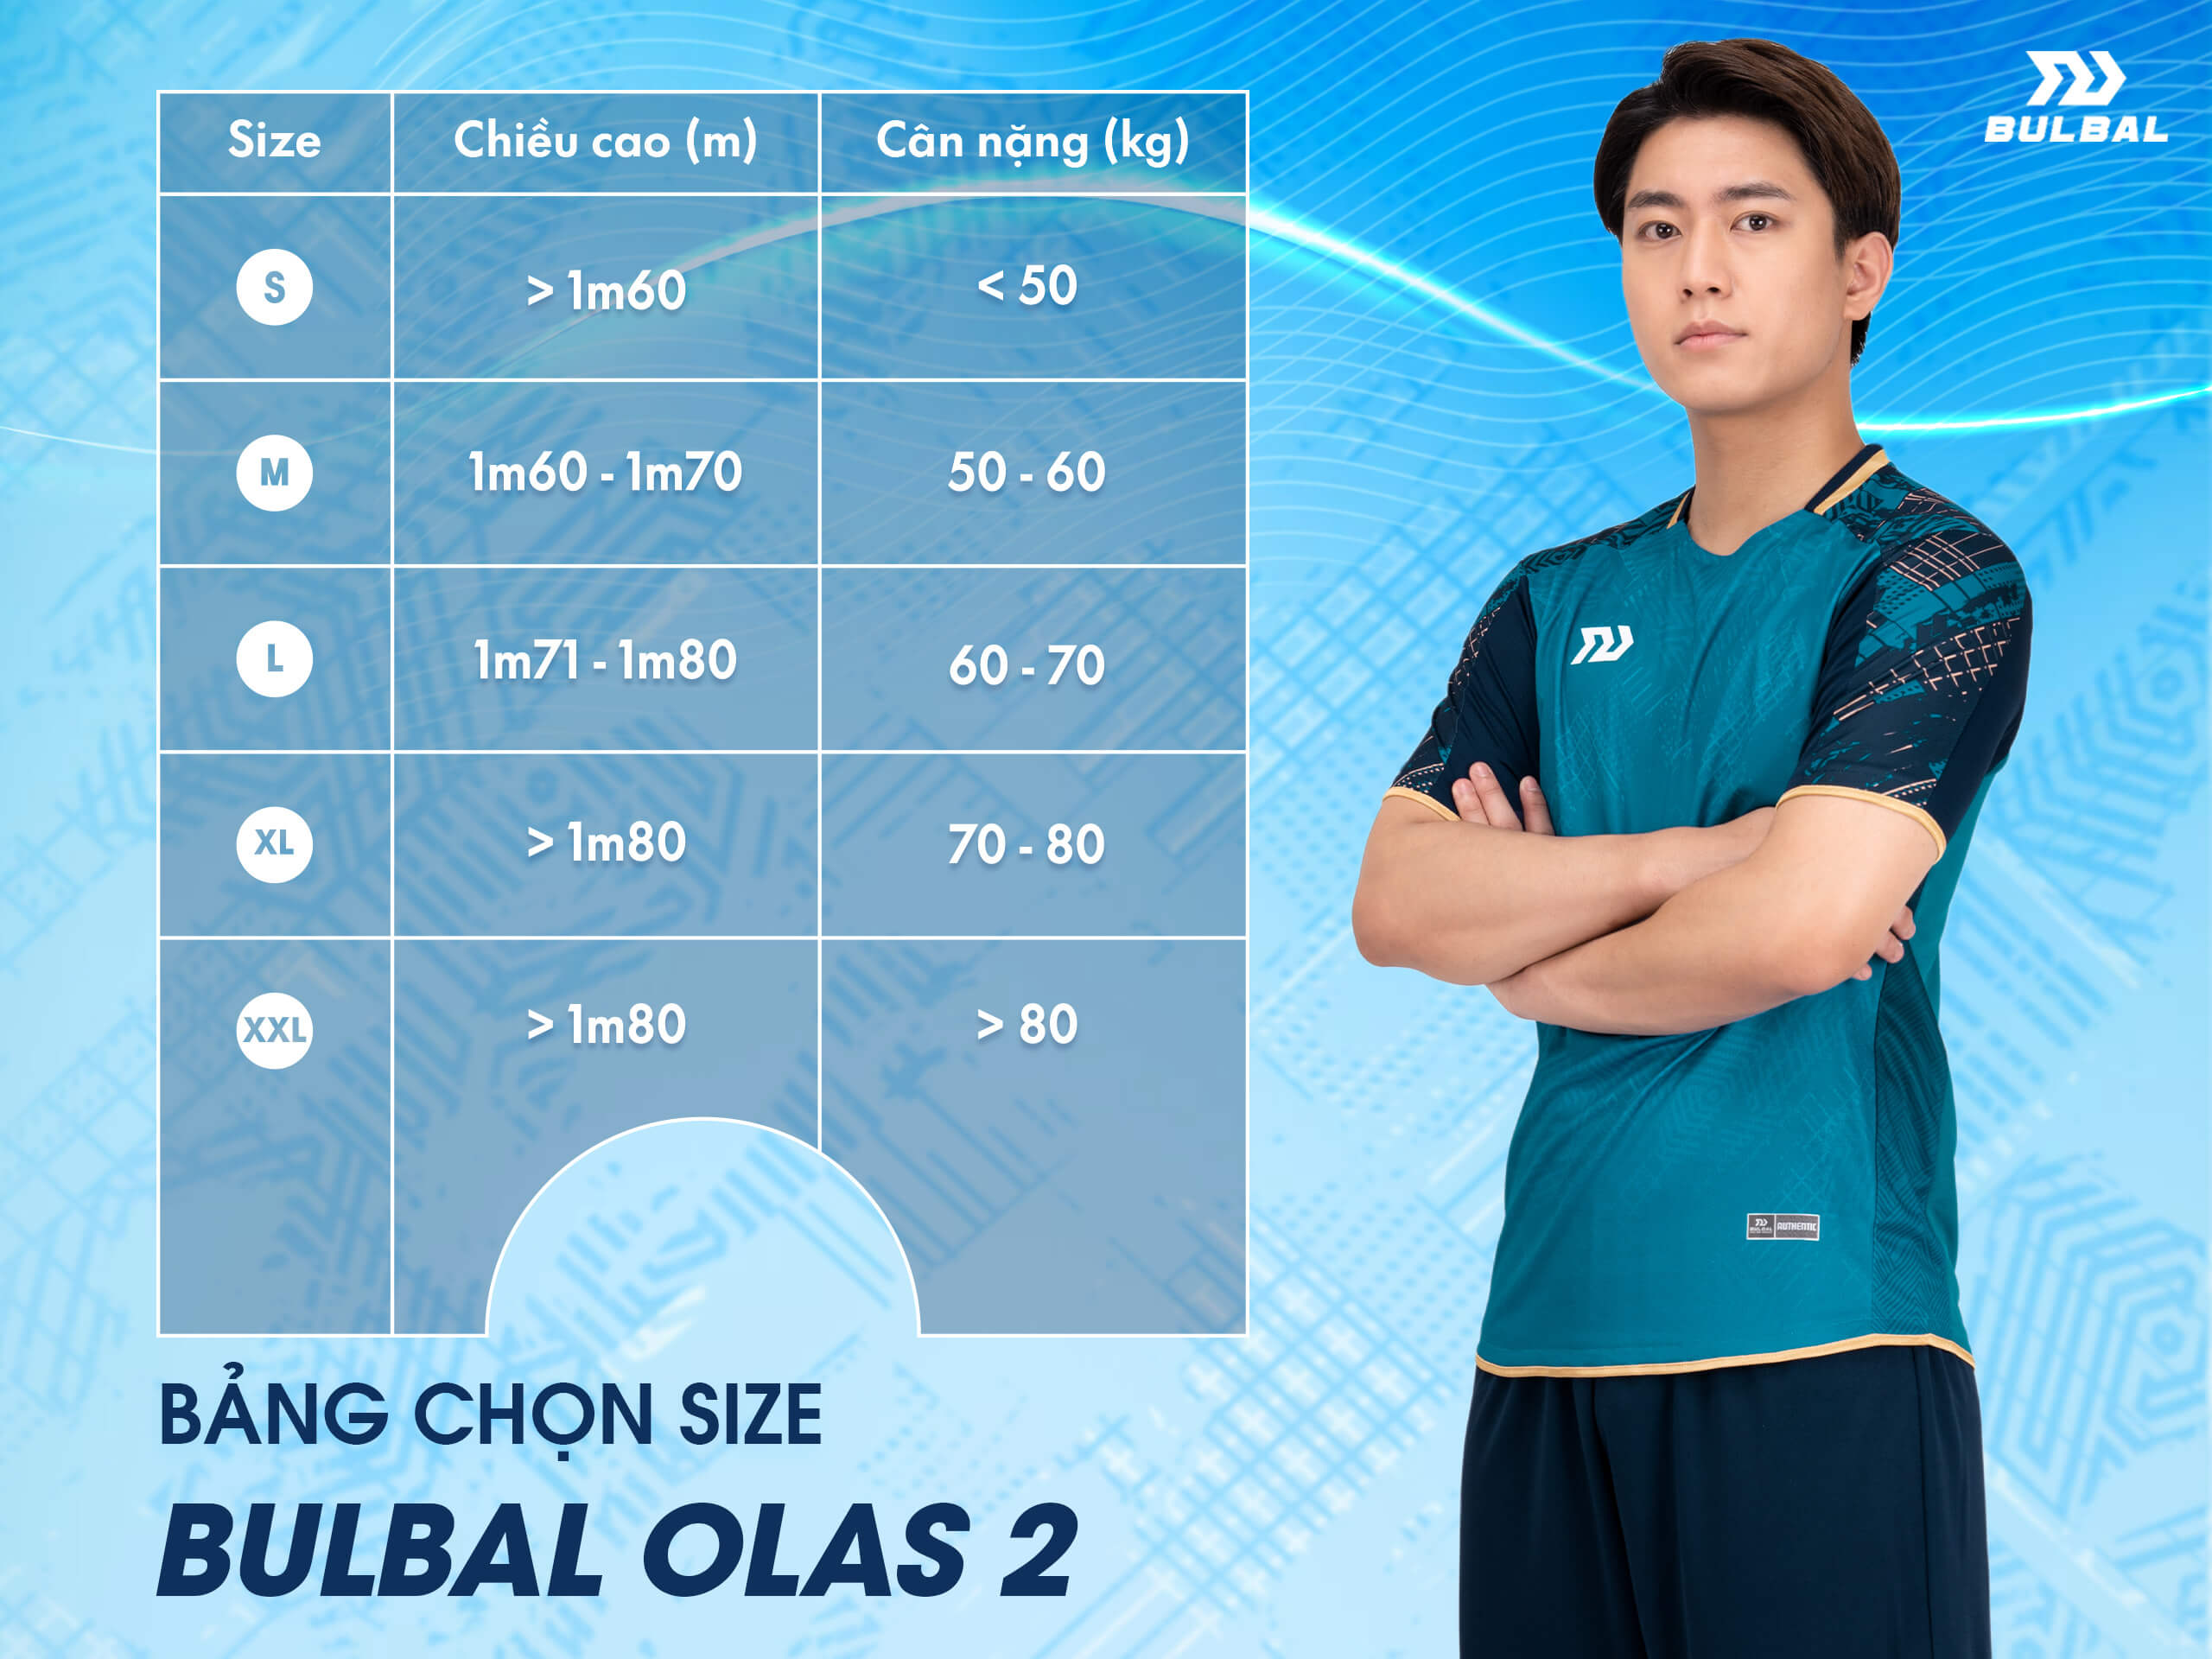 BULBAL
Size Chiều cao (m) Cân nặng (kg)
S > 1m60 < 50
M 1m60 - 1m70 50 - 60
L 1m71 - 1m80 60 - 70
XL > 1m80 70 - 80
XXL > 1m80 > 80
AUTHENTIC
BẢNG CHỌN SIZE
BULBAL OLAS 2